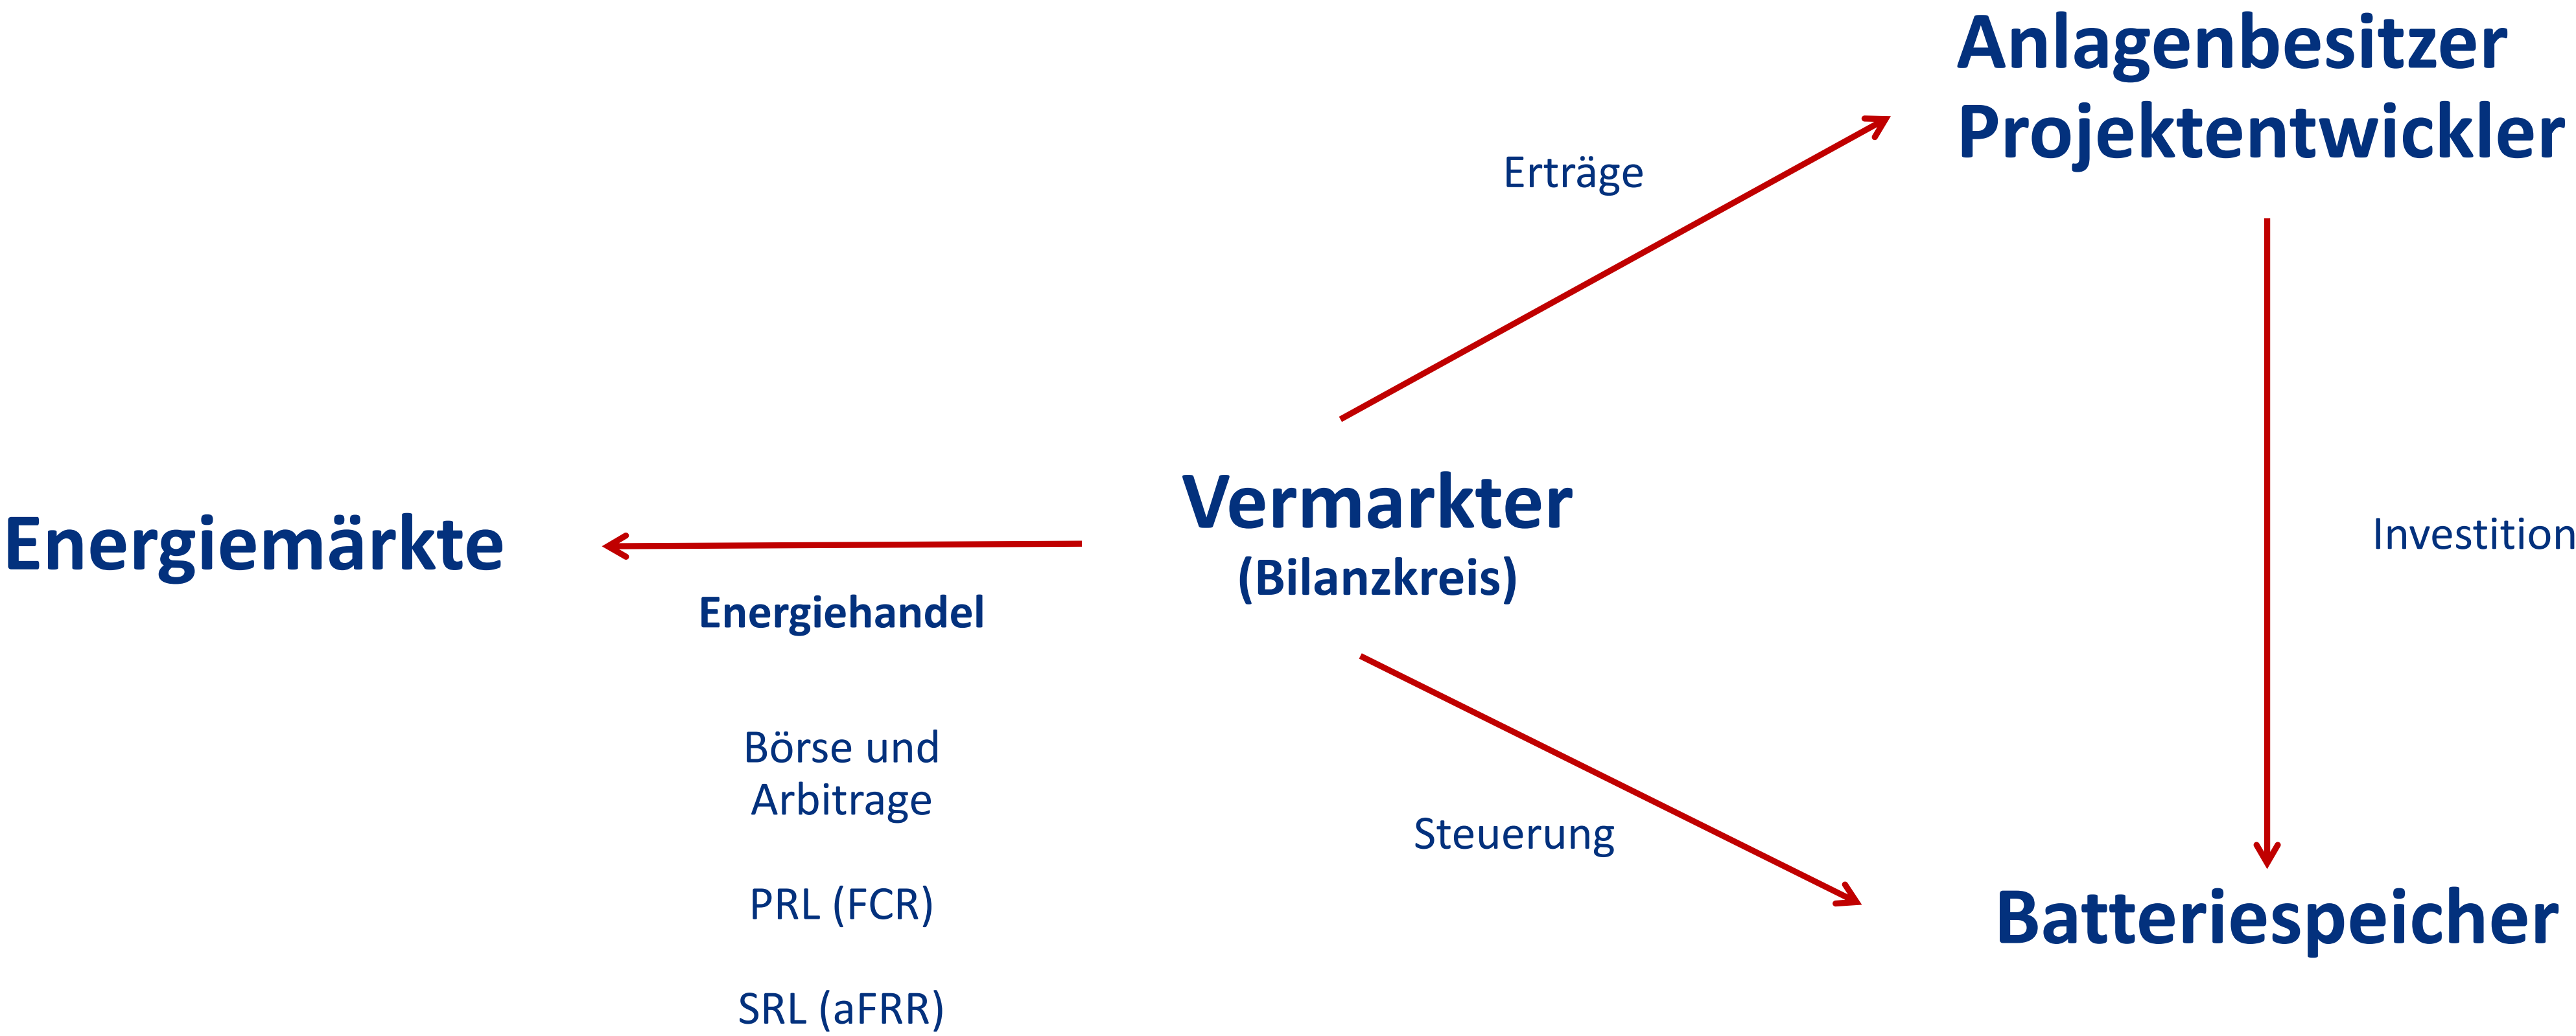 Anlagenbesitzer
Projektentwickler
Erträge
Vermarkter
(Bilanzkreis)
Energiemärkte
Energiehandel
Investition
Börse und
Arbitrage
PRL (FCR)
SRL (aFRR)
Steuerung
Batteriespeicher